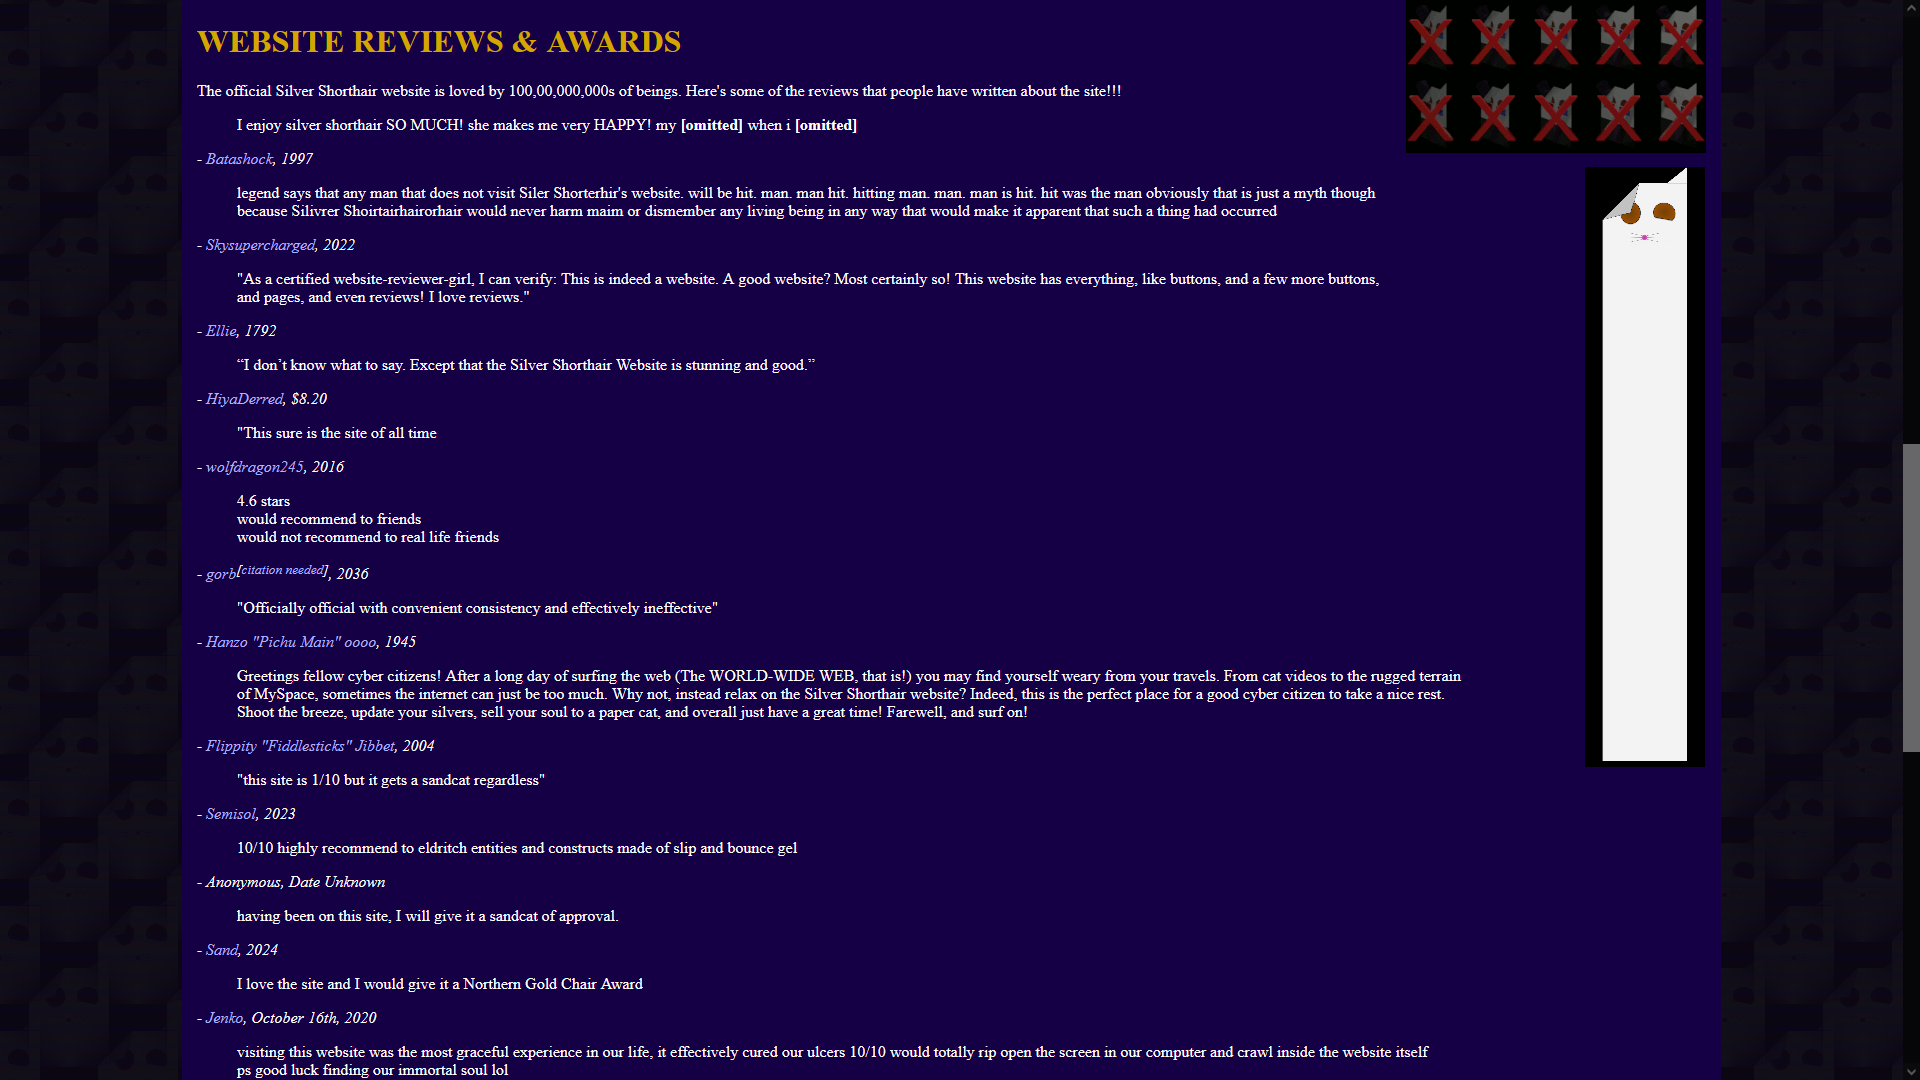 WEBSITE REVIEWS & AWARDS
The official Silver Shorthair website is loved by 100,00,000,000s of beings. Here's some of the reviews that people have written about the site!!!
I enjoy silver shorthair SO MUCH! she makes me very HAPPY! my [omitted] when i [omitted]
- Batashock, 1997
legend says that any man that does not visit Siler Shorterhir's website. will be hit. man. man hit. hitting man. man. man is hit. hit was the man obviously that is just a myth though
because Silivrer Shoirtairhairorhair would never harm maim or dismember any living being in any way that would make it apparent that such a thing had occurred
- Skysupercharged, 2022
"As a certified website-reviewer-girl, I can verify: This is indeed a website. A good website? Most certainly so! This website has everything, like buttons, and a few more buttons,
and pages, and even reviews! I love reviews."
- Ellie, 1792
“I don’t know what to say. Except that the Silver Shorthair Website is stunning and good.”
- HiyaDerred, $8.20
"This sure is the site of all time
- wolfdragon245, 2016
4.6 stars
would recommend to friends
would not recommend to real life friends
- gorb[citation needed], 2036
"Officially official with convenient consistency and effectively ineffective"
- Hanzo "Pichu Main" oooo, 1945
Greetings fellow cyber citizens! After a long day of surfing the web (The WORLD-WIDE WEB, that is!) you may find yourself weary from your travels. From cat videos to the rugged terrain
of MySpace, sometimes the internet can just be too much. Why not, instead relax on the Silver Shorthair website? Indeed, this is the perfect place for a good cyber citizen to take a nice rest.
Shoot the breeze, update your silvers, sell your soul to a paper cat, and overall just have a great time! Farewell, and surf on!
- Flippity "Fiddlesticks" Jibbet, 2004
"this site is 1/10 but it gets a sandcat regardless"
- Semisol, 2023
10/10 highly recommend to eldritch entities and constructs made of slip and bounce gel
- Anonymous, Date Unknown
having been on this site, I will give it a sandcat of approval.
- Sand, 2024
I love the site and I would give it a Northern Gold Chair Award
- Jenko, October 16th, 2020
visiting this website was the most graceful experience in our life, it effectively cured our ulcers 10/10 would totally rip open the screen in our computer and crawl inside the website itself
ps good luck finding our immortal soul lol